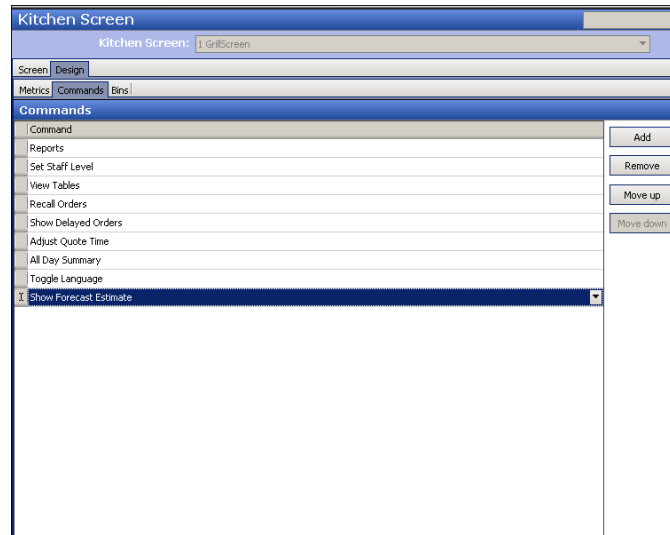 Kitchen Screen
Kitchen Screen: 1 GrillScreen
Screen Design
Metrics Commands Bins
Commands
Command
Reports
Set Staff Level
View Tables
Recall Orders
Show Delayed Orders
Adjust Quote Time
All Day Summary
Toggle Language
Show Forecast Estimate
Add
Remove
Move up
Move down